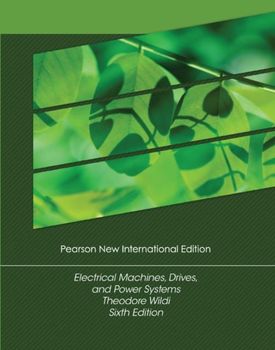 Pearson New International Edition
Electrical Machines, Drives,
and Power Systems
Theodore Wildi
Sixth Edition